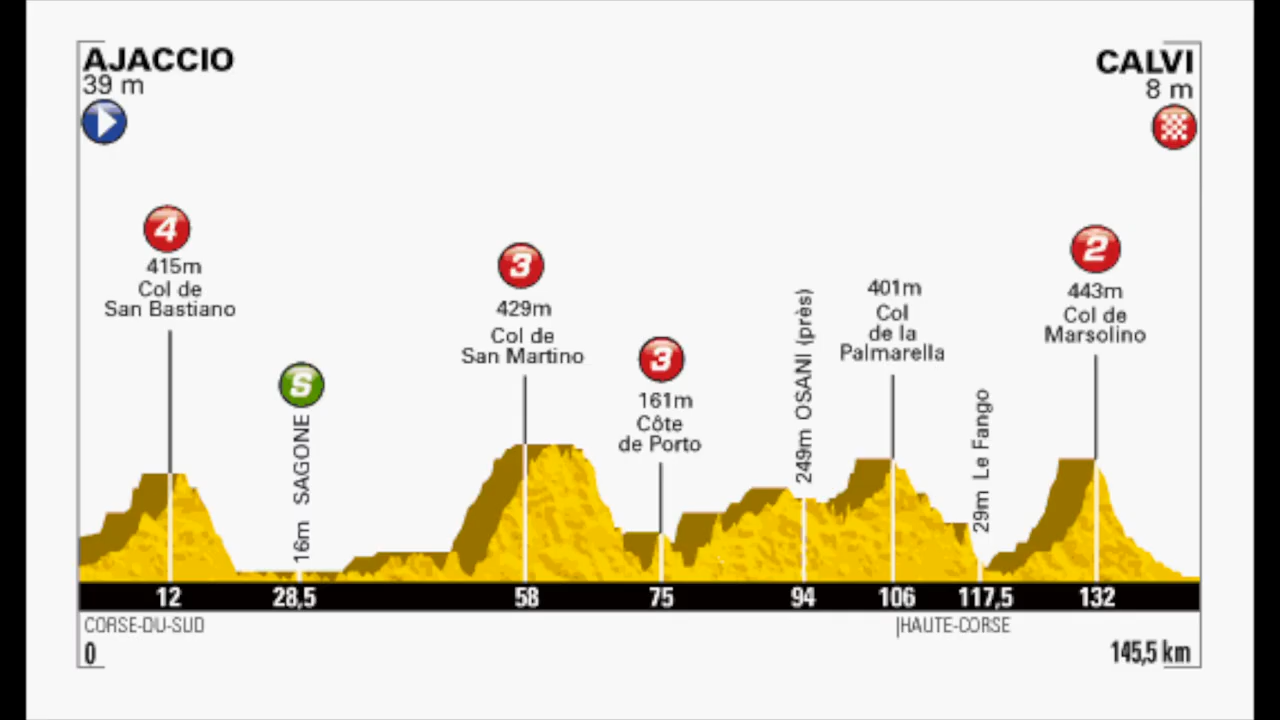 AJACCIO
39 m
CALVI
8 m
4
415m
Col de
San Bastiano
S
16m SAGONE
3
429m
Col de
San Martino
3
161m
Côte
de Porto
249m OSANI (près)
401m
Col
de la
Palmarella
29m Le Fango
2
443m
Col de
Marsolino
12
28,5
58
75
94
106
117,5
132
CORSE-DU-SUD
|HAUTE-CORSE
0
145,5 km